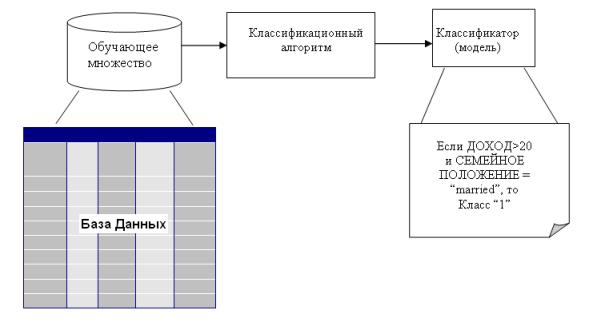 Обучающее
множество
Классификационный
алгоритм
Классификатор
(модель)
База Данных
Если ДОХОД>20
и СЕМЕЙНОЕ
ПОЛОЖЕНИЕ =
“married”, то
Класс “1”